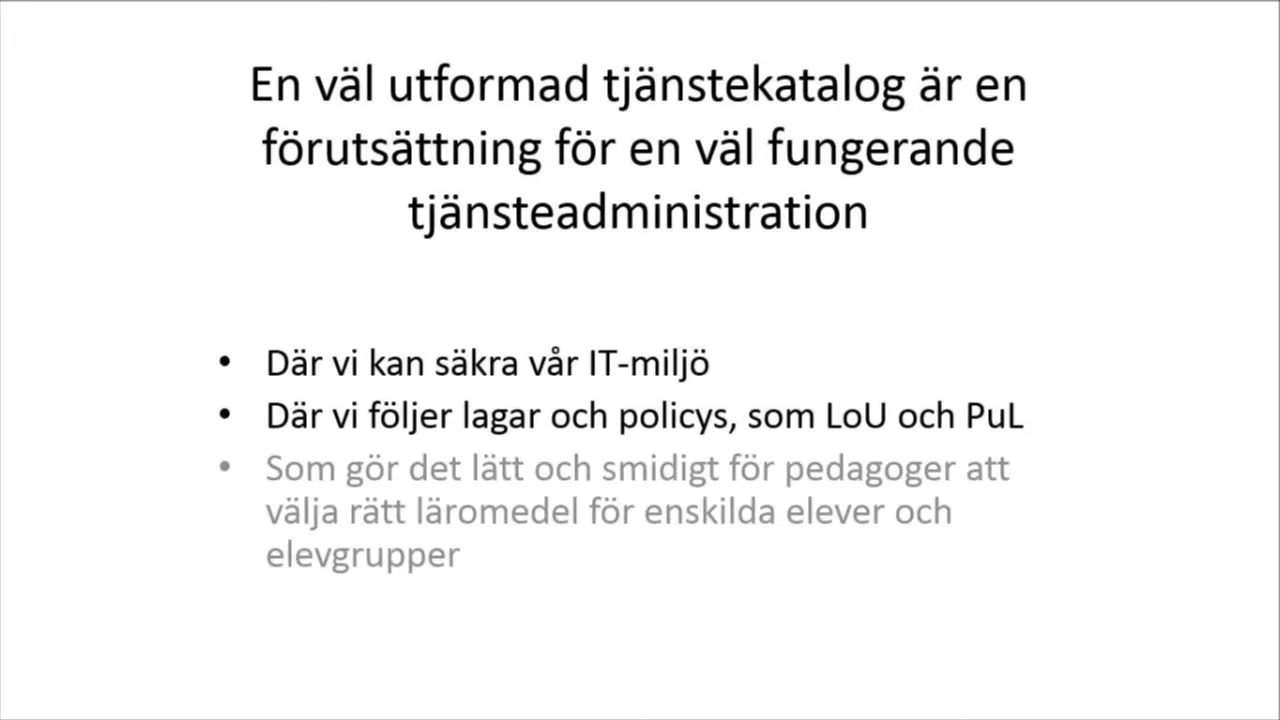 En väl utformad tjänstekatalog är en
förutsättning för en väl fungerande
tjänsteadministration
• Där vi kan säkra vår IT-miljö
• Där vi följer lagar och policys, som LoU och PuL
• Som gör det lätt och smidigt för pedagoger att
välja rätt läromedel för enskilda elever och
elevgrupper